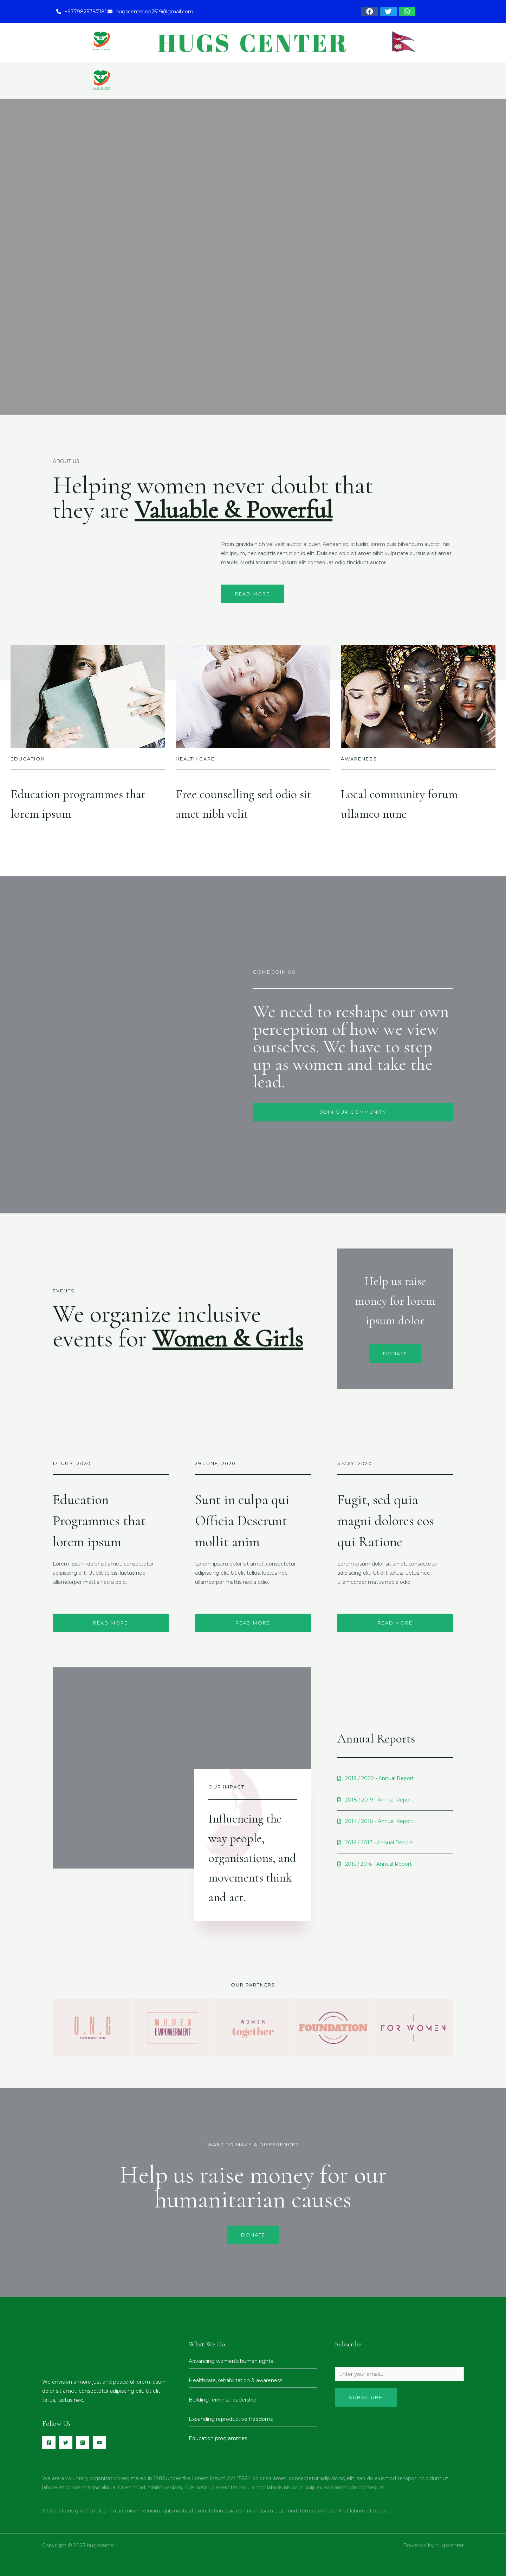 +9779823787181 hugscenter.np2519@gmail.com
HUGS CENTER
ABOUT US
Helping women never doubt that
they are Valuable & Powerful
Proin gravida nibh vel velit auctor aliquet. Aenean sollicitudin, lorem quis bibendum auctor, nisi
elit ipsum, nec sagittis sem nibh id elit. Duis sed odio sit amet nibh vulputate cursus a sit amet
mauris. Morbi accumsan ipsum elit consequat odio tincidunt auctor.
READ MORE
EDUCATION
Education programmes that
lorem ipsum
HEALTH CARE
Free counselling sed odio sit
amet nibh velit
AWARENESS
Local community forum
ullamco nunc
COME JOIN US
We need to reshape our own
perception of how we view
ourselves. We have to step
up as women and take the
lead.
JOIN OUR COMMUNITY
EVENTS
We organize inclusive
events for Women & Girls
Help us raise
money for lorem
ipsum dolor
DONATE
17 JULY, 2020
Education
Programmes that
lorem ipsum
Lorem ipsum dolor sit amet, consectetur
adipiscing elit. Ut elit tellus, luctus nec
ullamcorper mattis nec a odio.
READ MORE
29 JUNE, 2020
Sunt in culpa qui
Officia Deserunt
mollit anim
Lorem ipsum dolor sit amet, consectetur
adipiscing elit. Ut elit tellus, luctus nec
ullamcorper mattis nec a odio.
READ MORE
5 MAY, 2020
Fugit, sed quia
magni dolores eos
qui Ratione
Lorem ipsum dolor sit amet, consectetur
adipiscing elit. Ut elit tellus, luctus nec
ullamcorper mattis nec a odio.
READ MORE
OUR IMPACT
Influencing the
way people,
organisations, and
movements think
and act.
Annual Reports
2019 / 2020 - Annual Report
2018 / 2019 - Annual Report
2017 / 2018 - Annual Report
2016 / 2017 - Annual Report
2015 / 2016 - Annual Report
OUR PARTNERS
O.N.G
FOUNDATION
WOMEN
EMPOWERMENT
WOMEN
together
FOUNDATION
FOR WOMEN
WANT TO MAKE A DIFFERENCE?
Help us raise money for our
humanitarian causes
DONATE
We envision a more just and peaceful lorem ipsum
dolor sit amet, consectetur adipiscing elit. Ut elit
tellus, luctus nec.
Follow Us
What We Do
Advancing women's human rights
Healthcare, rehabilitation & awareness
Building feminist leadership
Expanding reproductive freedoms
Education programmes
Subscribe
Enter your email...
SUBSCRIBE
We are a voluntary organisation registered in 1985 under the Lorem Ipsum Act 15824 dolor sit amet, consectetur adipisicing elit, sed do eiusmod tempor incididunt ut
labore et dolore magna aliqua. Ut enim ad minim veniam, quis nostrud exercitation ullamco laboris nisi ut aliquip ex ea commodo consequat.
All donations given to ut enim ad minim veniam, quis nostrud exercitation quia non numquam eius modi tempora incidunt ut labore et dolore.
Copyright © 2025 hugscenter
Powered by hugscenter